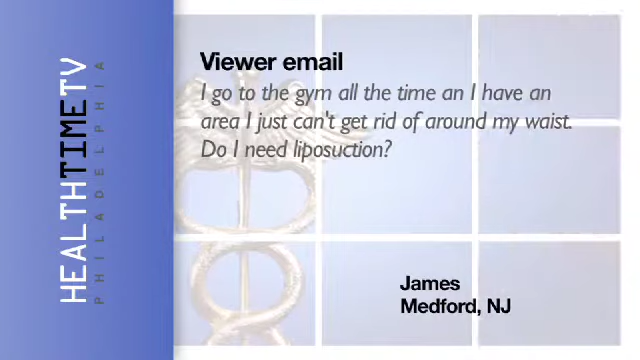 HEALTHTIMETV
PHILADELPHIA
Viewer email
I go to the gym all the time an I have an
area I just can't get rid of around my waist.
Do I need liposuction?
James
Medford, NJ